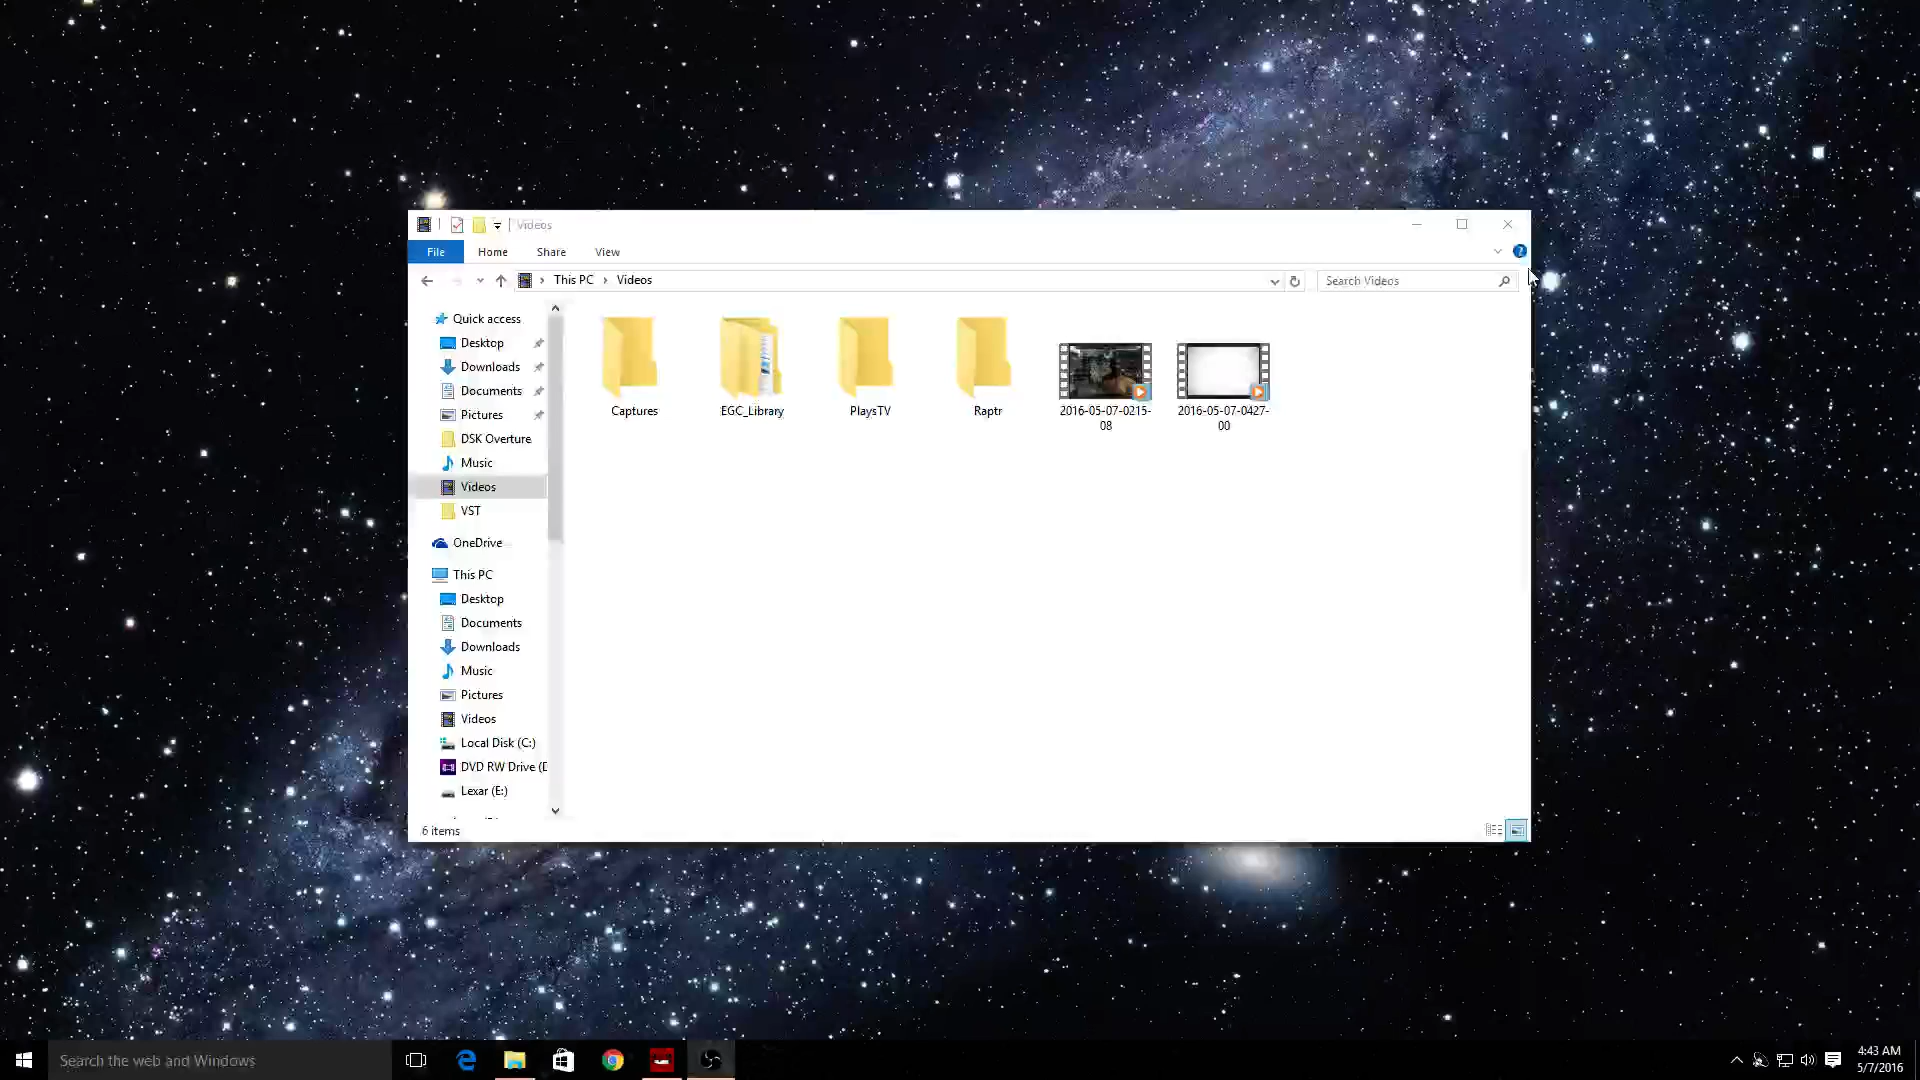 Videos
File Home Share View
This PC Videos
Search Videos
Quick access
Desktop
Downloads
Documents
Pictures
DSK Overture
Music
Videos
VST
OneDrive
This PC
Desktop
Documents
Downloads
Music
Pictures
Videos
Local Disk (C:)
DVD RW Drive (E
Lexar (E:)
Captures
EGC_Library
PlaysTV
Raptr
2016-05-07-0215-
08
2016-05-07-0427-
00
6 items
Search the web and Windows
4:43 AM
5/7/2016